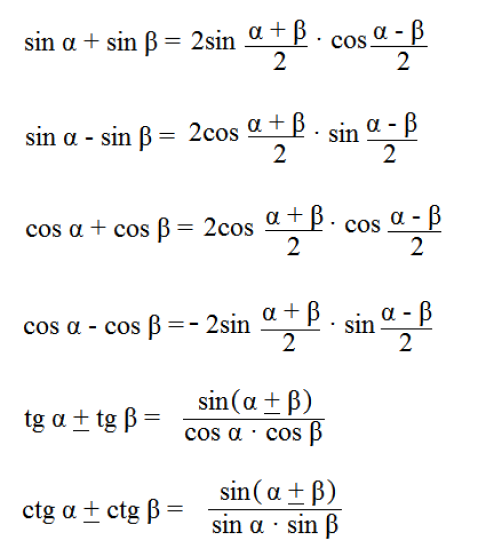 sin α + sin β = 2sin (α + β)/2 · cos (α - β)/2
sin α - sin β = 2cos (α + β)/2 · sin (α - β)/2
cos α + cos β = 2cos (α + β)/2 · cos (α - β)/2
cos α - cos β = - 2sin (α + β)/2 · sin (α - β)/2
tg α ± tg β = sin(α ± β)/(cos α · cos β)
ctg α ± ctg β = sin(α ± β)/(sin α · sin β)